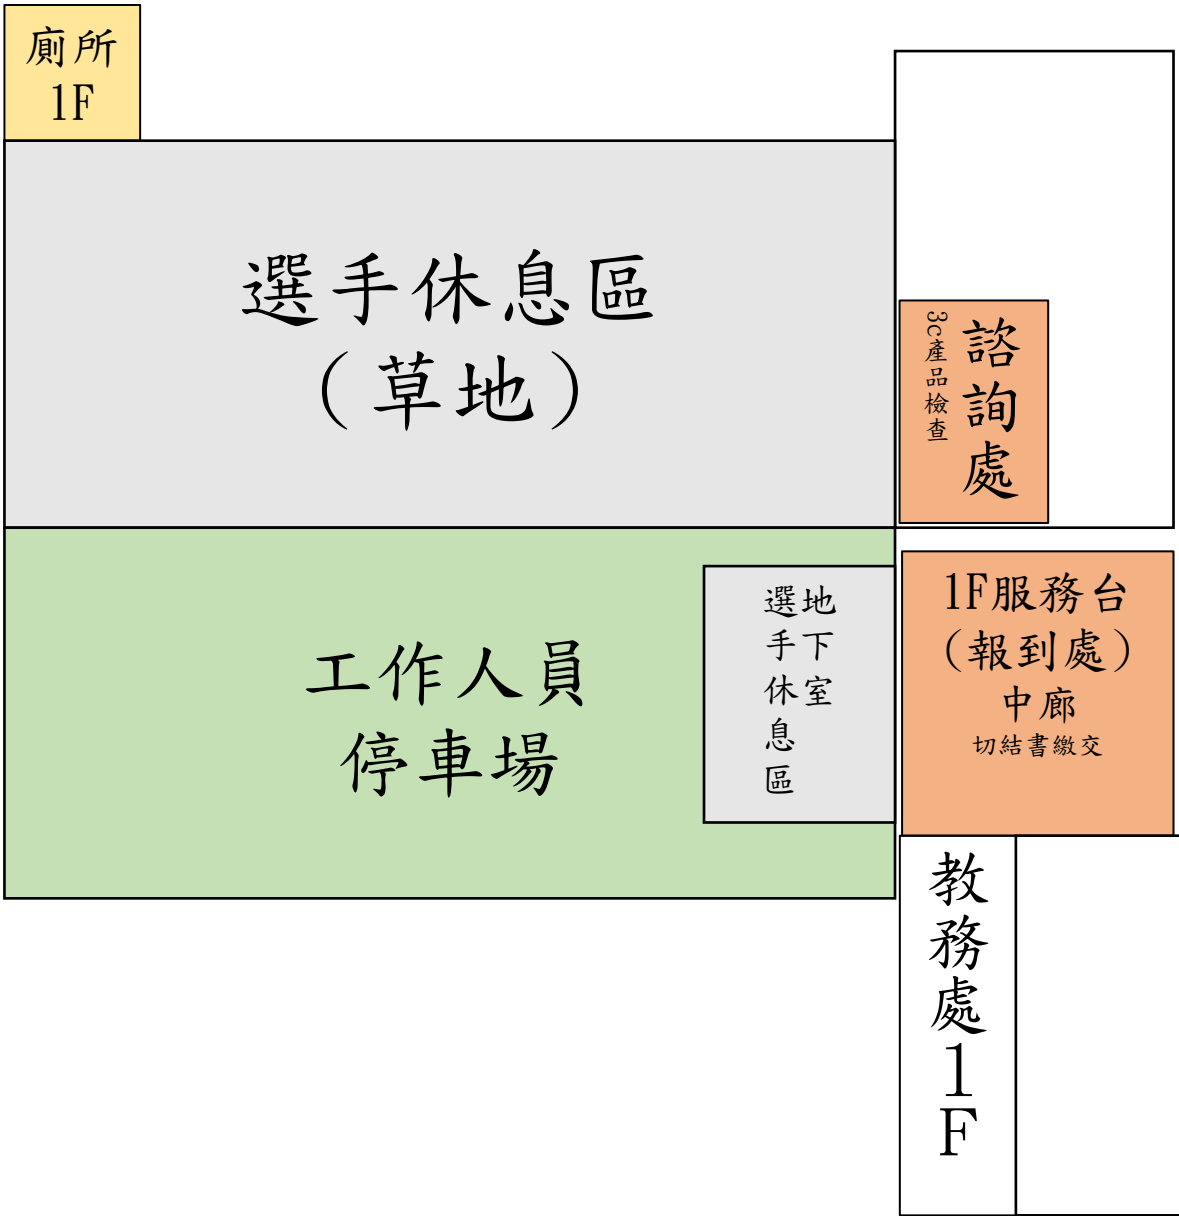 廁所
1F
選手休息區
（草地）
諮詢處
3c產品檢查
工作人員
停車場
地下室
選手休息區
1F服務台
（報到處）
中廊
切結書繳交
教務處1F